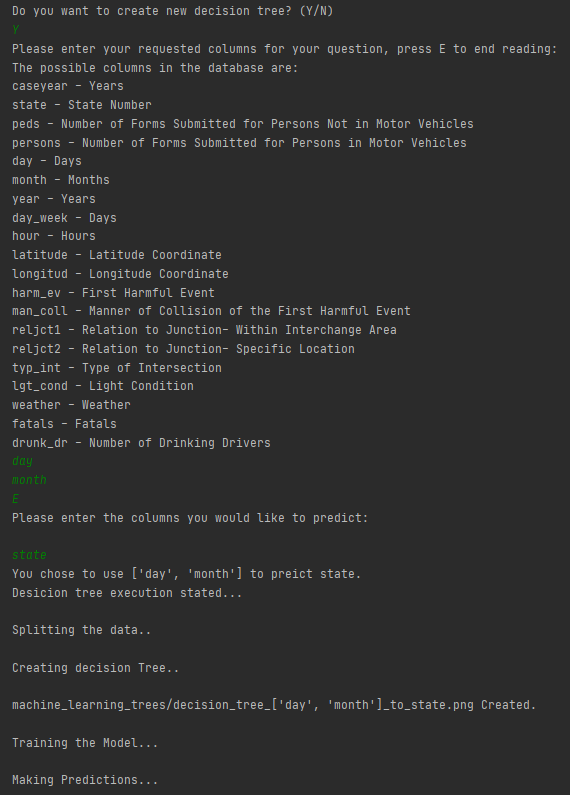 Do you want to create new decision tree? (Y/N)
Y
Please enter your requested columns for your question, press E to end reading:
The possible columns in the database are:
caseyear - Years
state - State Number
peds - Number of Forms Submitted for Persons Not in Motor Vehicles
persons - Number of Forms Submitted for Persons in Motor Vehicles
day - Days
month - Months
year - Years
day_week - Days
hour - Hours
latitude - Latitude Coordinate
longitud - Longitude Coordinate
harm_ev - First Harmful Event
man_coll - Manner of Collision of the First Harmful Event
reljct1 - Relation to Junction- Within Interchange Area
reljct2 - Relation to Junction- Specific Location
typ_int - Type of Intersection
lgt_cond - Light Condition
weather - Weather
fatals - Fatals
drunk_dr - Number of Drinking Drivers
day
month
E
Please enter the columns you would like to predict:
state
You chose to use ['day', 'month'] to preict state.
Desicion tree execution stated...
Splitting the data..
Creating decision Tree..
machine_learning_trees/decision_tree_['day', 'month']_to_state.png Created.
Training the Model...
Making Predictions...